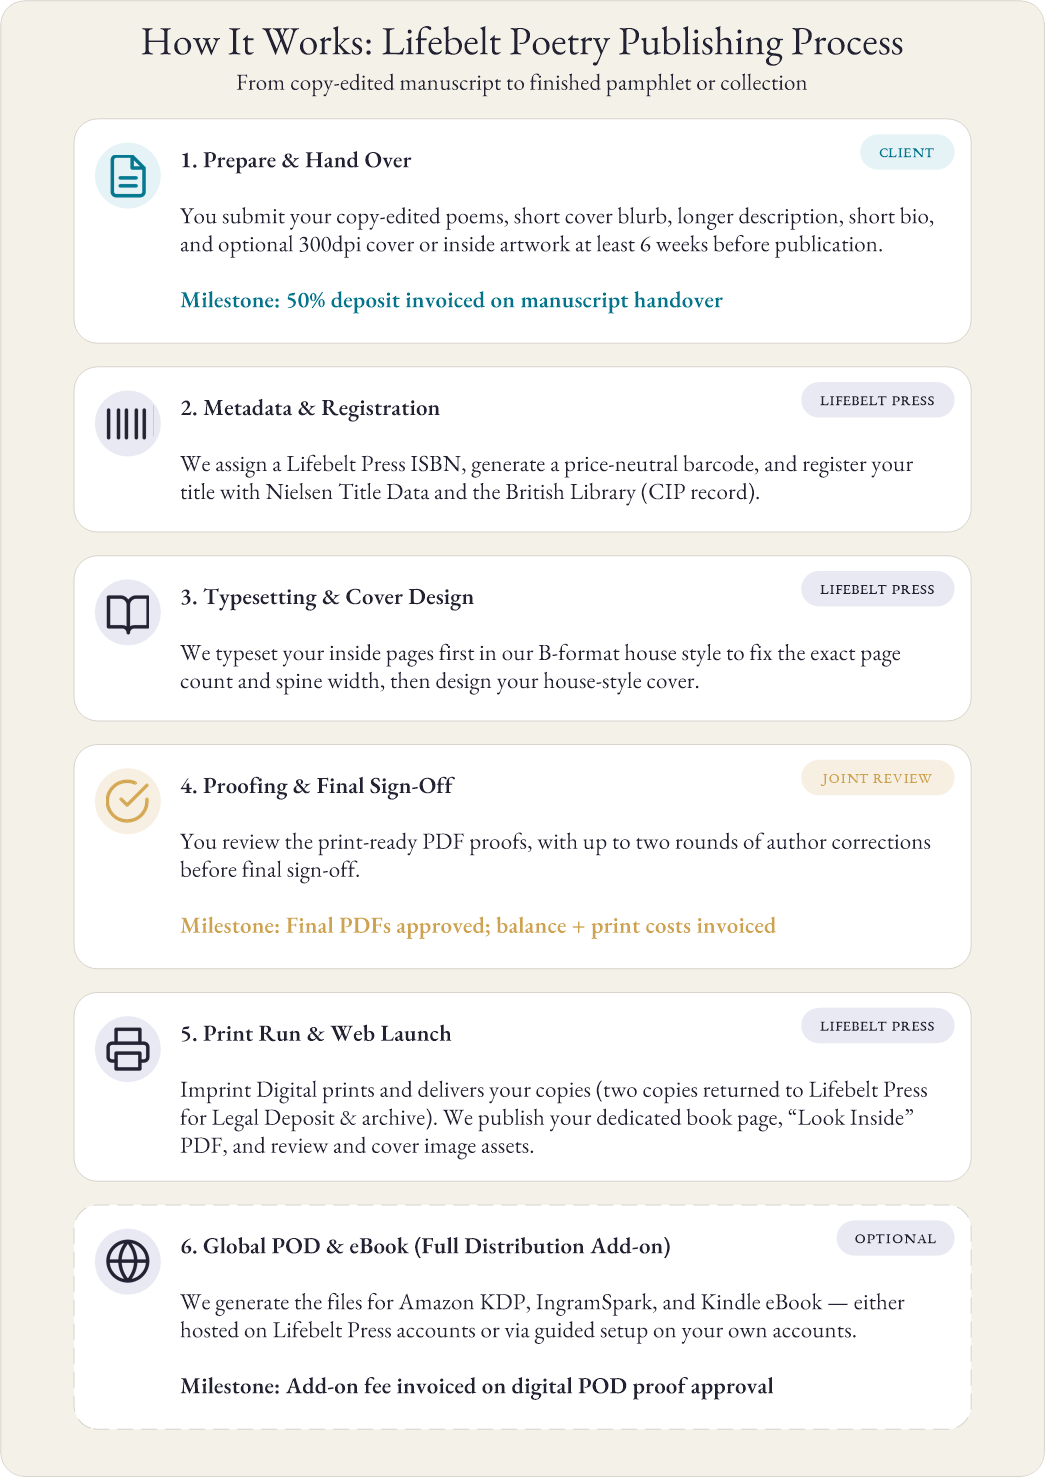 How It Works: Lifebelt Poetry Publishing Process
From copy-edited manuscript to finished pamphlet or collection
1. Prepare & Hand Over
CLIENT
You submit your copy-edited poems, short cover blurb, longer description, short bio,
and optional 300dpi cover or inside artwork at least 6 weeks before publication.
Milestone: 50% deposit invoiced on manuscript handover
2. Metadata & Registration
LIFEBELT PRESS
We assign a Lifebelt Press ISBN, generate a price-neutral barcode, and register your
title with Nielsen Title Data and the British Library (CIP record).
3. Typesetting & Cover Design
LIFEBELT PRESS
We typeset your inside pages first in our B-format house style to fix the exact page
count and spine width, then design your house-style cover.
4. Proofing & Final Sign-Off
JOINT REVIEW
You review the print-ready PDF proofs, with up to two rounds of author corrections
before final sign-off.
Milestone: Final PDFs approved; balance + print costs invoiced
5. Print Run & Web Launch
LIFEBELT PRESS
Imprint Digital prints and delivers your copies (two copies returned to Lifebelt Press
for Legal Deposit & archive). We publish your dedicated book page, “Look Inside”
PDF, and review and cover image assets.
6. Global POD & eBook (Full Distribution Add-on)
OPTIONAL
We generate the files for Amazon KDP, IngramSpark, and Kindle eBook — either
hosted on Lifebelt Press accounts or via guided setup on your own accounts.
Milestone: Add-on fee invoiced on digital POD proof approval